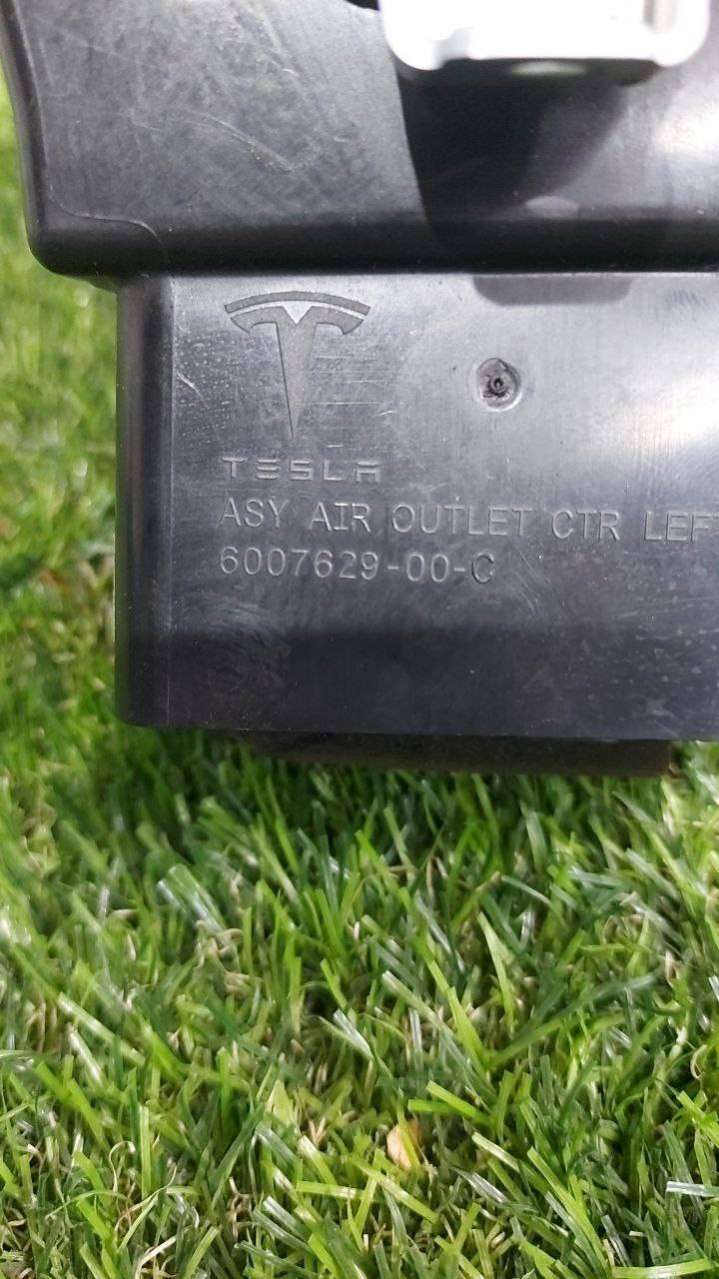 TESLA
ASY AIR OUTLET CTR LEFT
6007629-00-C